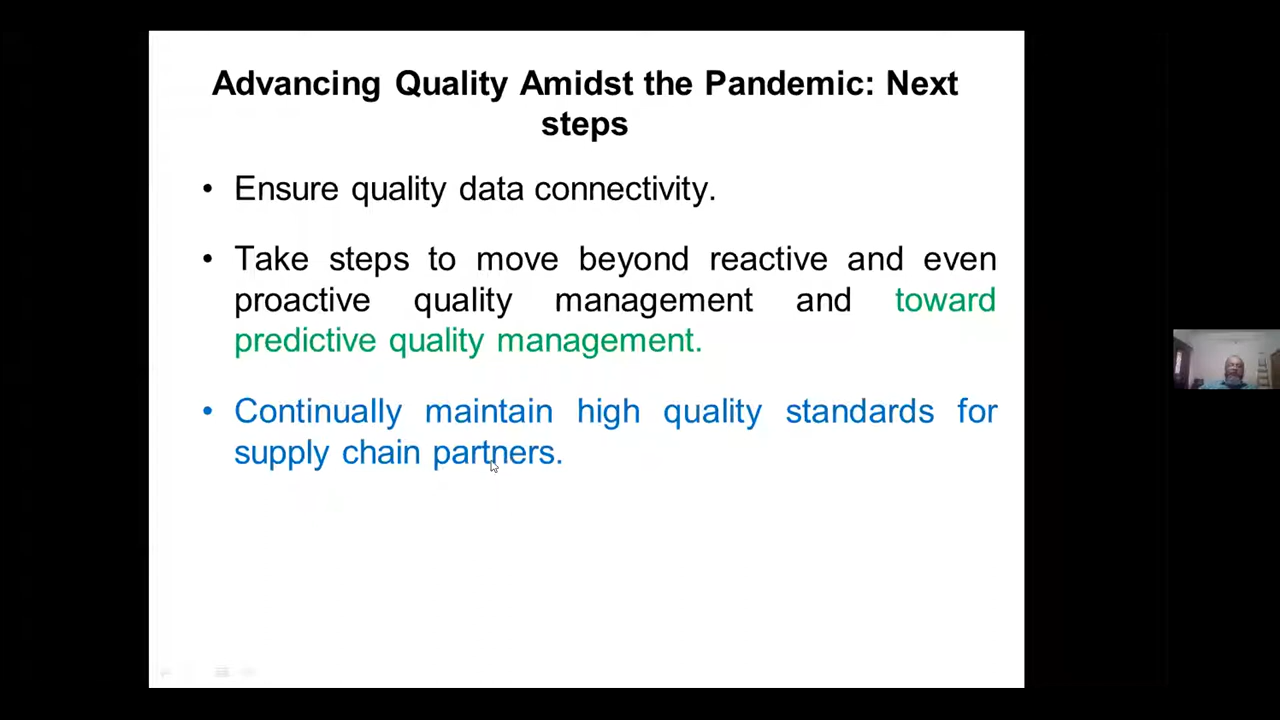 Advancing Quality Amidst the Pandemic: Next
steps
• Ensure quality data connectivity.
• Take steps to move beyond reactive and even
proactive quality management and toward
predictive quality management.
• Continually maintain high quality standards for
supply chain partners.